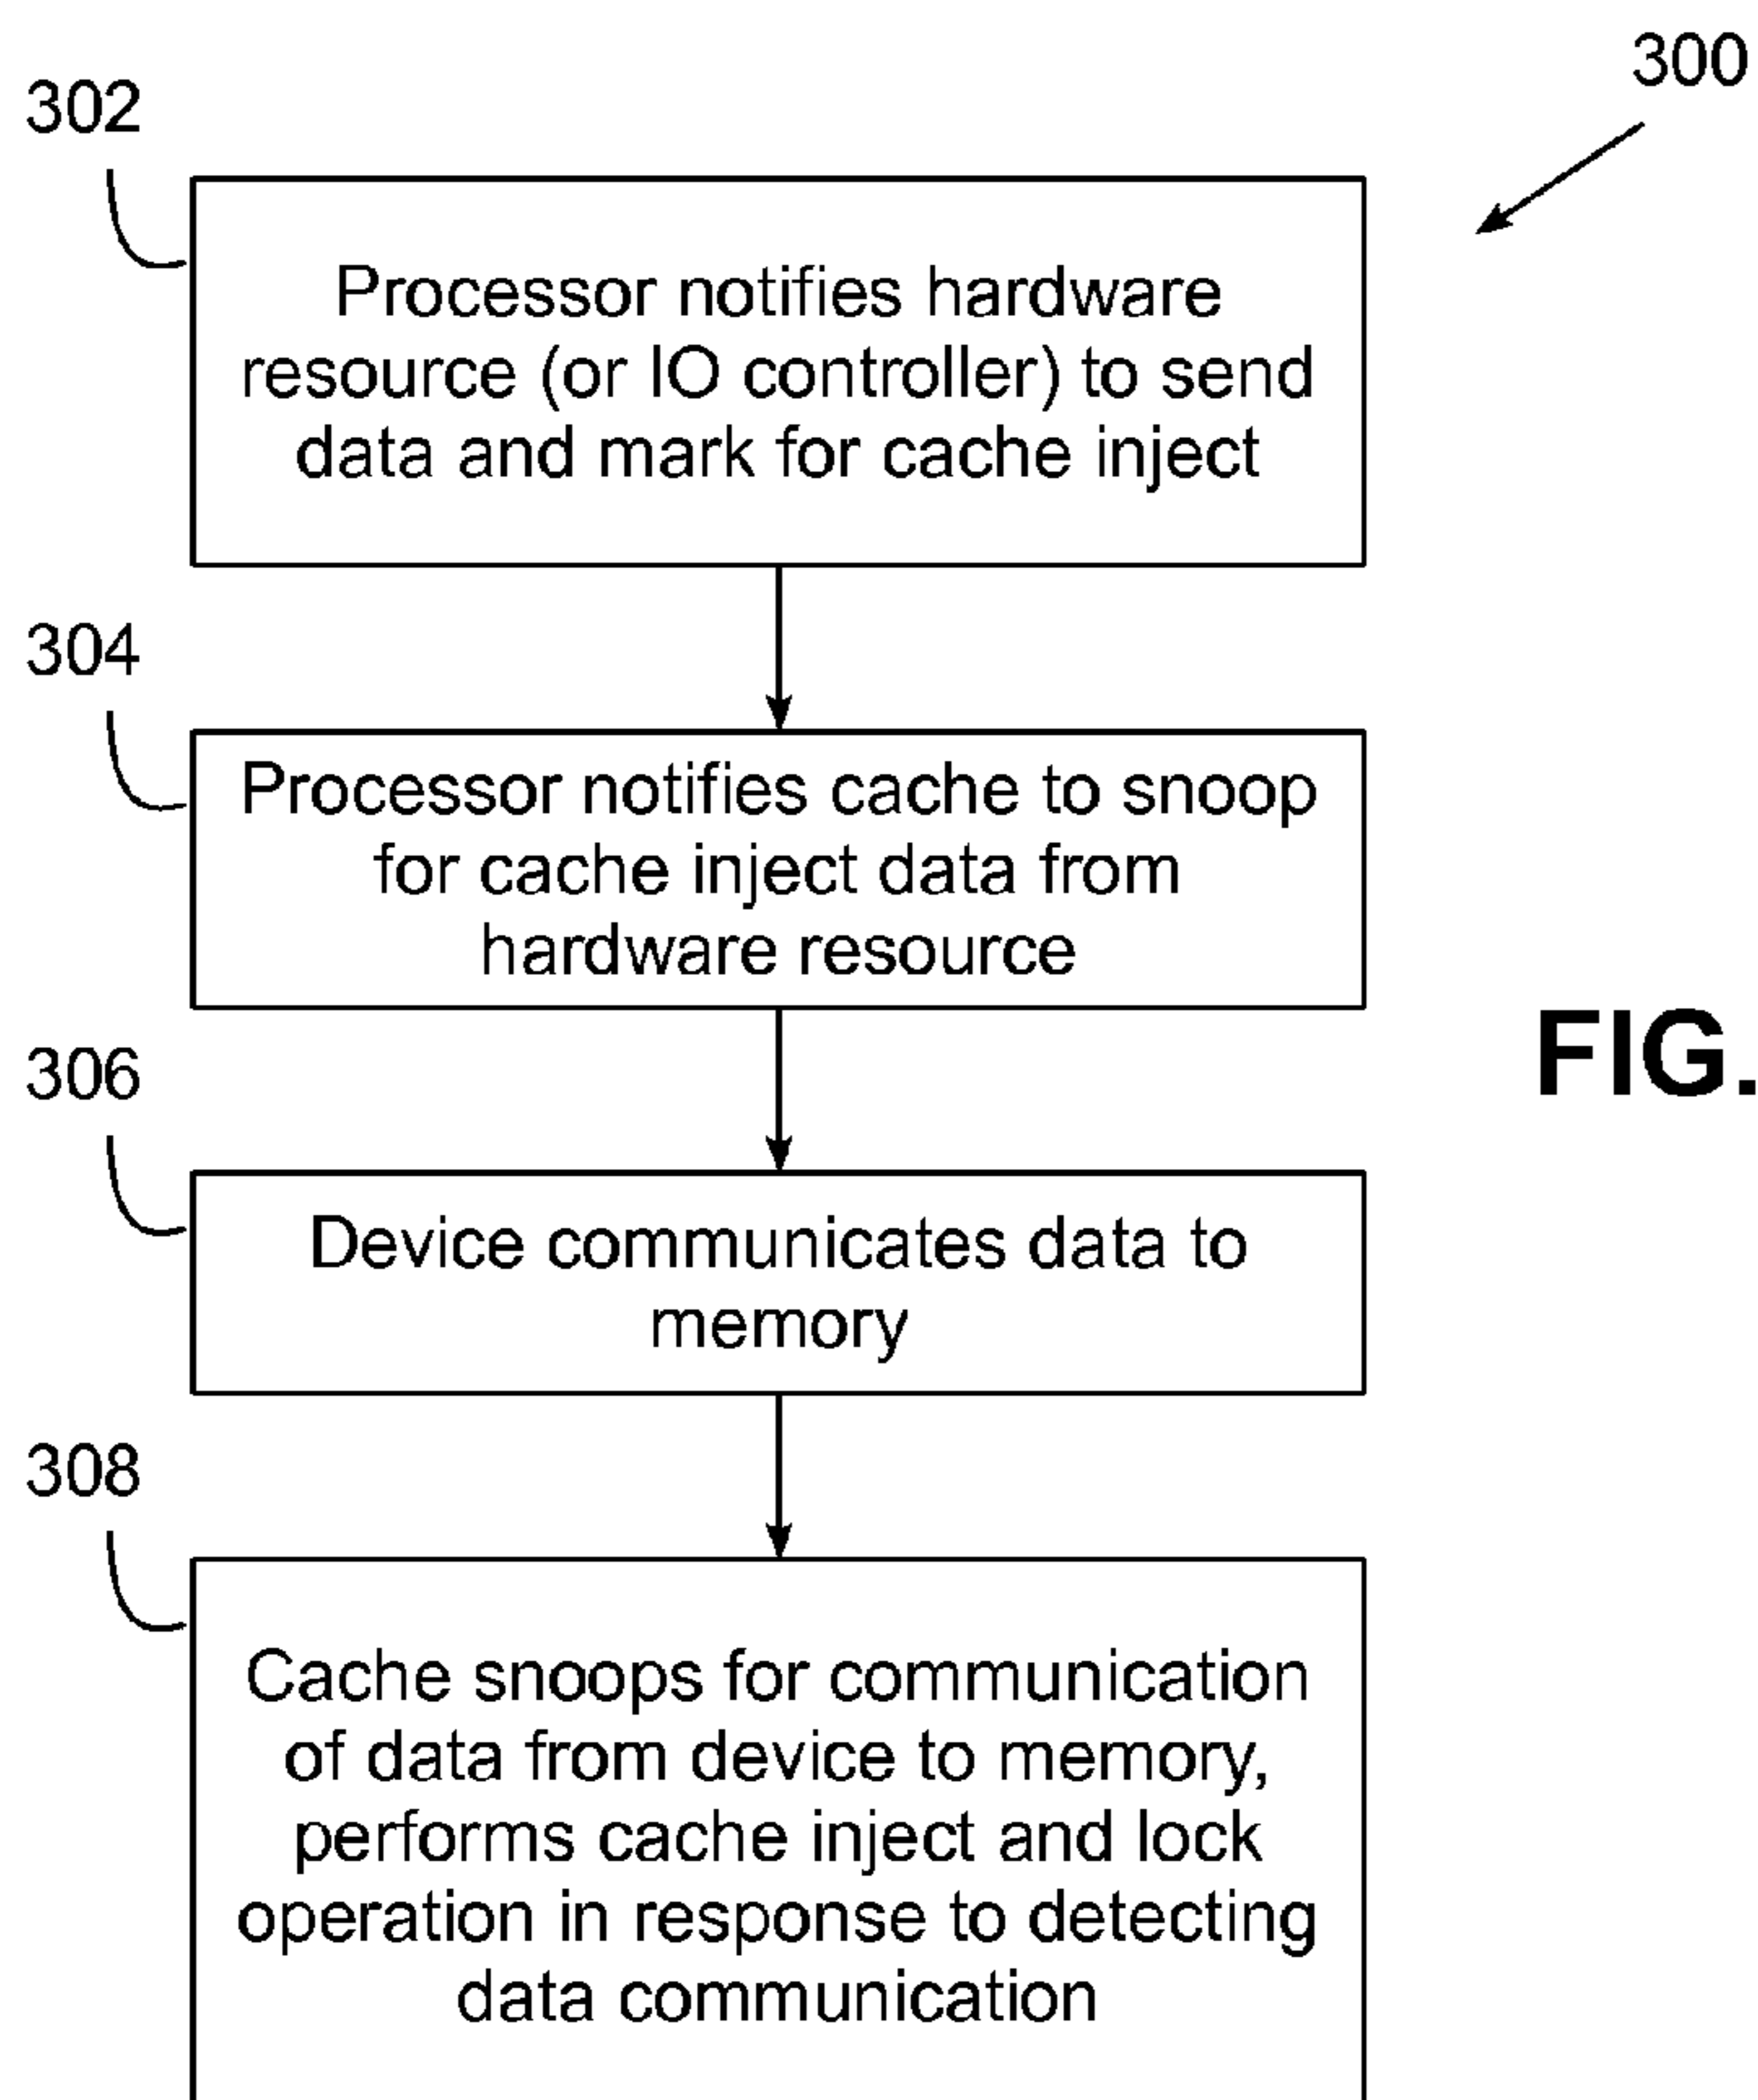 300
302
Processor notifies hardware
resource (or IO controller) to send
data and mark for cache inject
304
Processor notifies cache to snoop
for cache inject data from
hardware resource
FIG.
306
Device communicates data to
memory
308
Cache snoops for communication
of data from device to memory,
performs cache inject and lock
operation in response to detecting
data communication